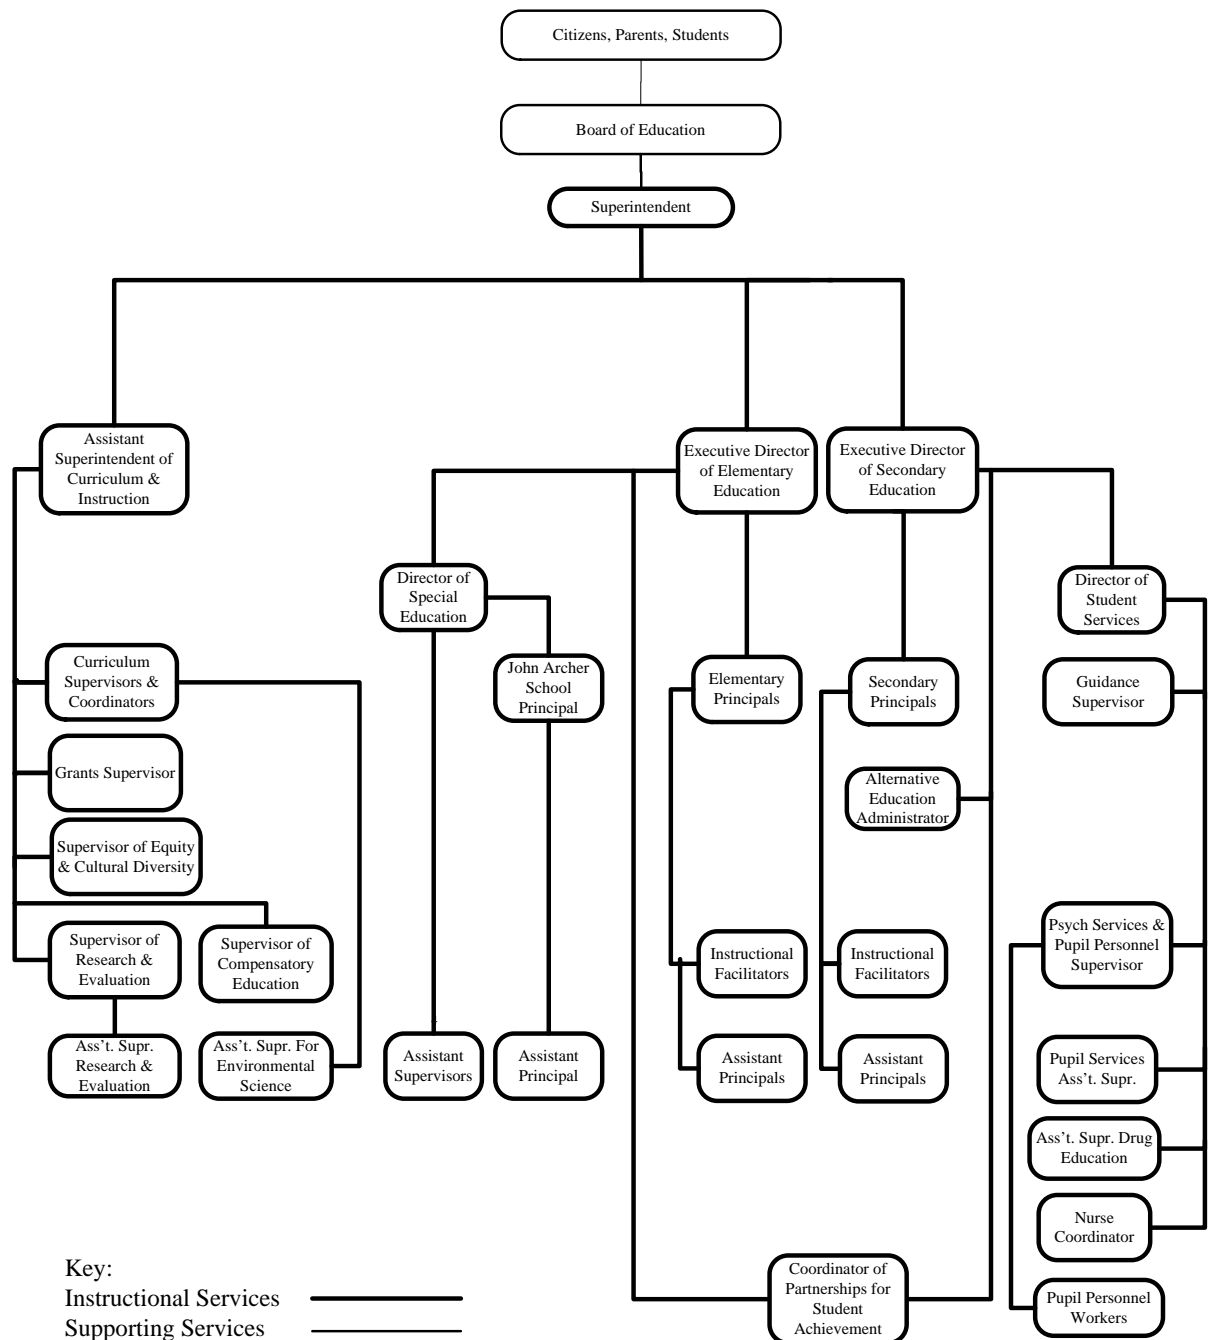 Citizens, Parents, Students
Board of Education
Superintendent
Assistant
Superintendent of
Curriculum &
Instruction
Executive Director
of Elementary
Education
Executive Director
of Secondary
Education
Director of
Special
Education
Director of
Student
Services
Curriculum
Supervisors &
Coordinators
John Archer
School
Principal
Elementary
Principals
Secondary
Principals
Guidance
Supervisor
Grants Supervisor
Alternative
Education
Administrator
Supervisor of Equity
& Cultural Diversity
Supervisor of
Research &
Evaluation
Supervisor of
Compensatory
Education
Instructional
Facilitators
Instructional
Facilitators
Psych Services &
Pupil Personnel
Supervisor
Ass’t. Supr.
Research &
Evaluation
Ass’t. Supr. For
Environmental
Science
Assistant
Supervisors
Assistant
Principal
Assistant
Principals
Assistant
Principals
Pupil Services
Ass’t. Supr.
Ass’t. Supr. Drug
Education
Nurse
Coordinator
Coordinator of
Partnerships for
Student
Achievement
Pupil Personnel
Workers
Key:
Instructional Services
Supporting Services